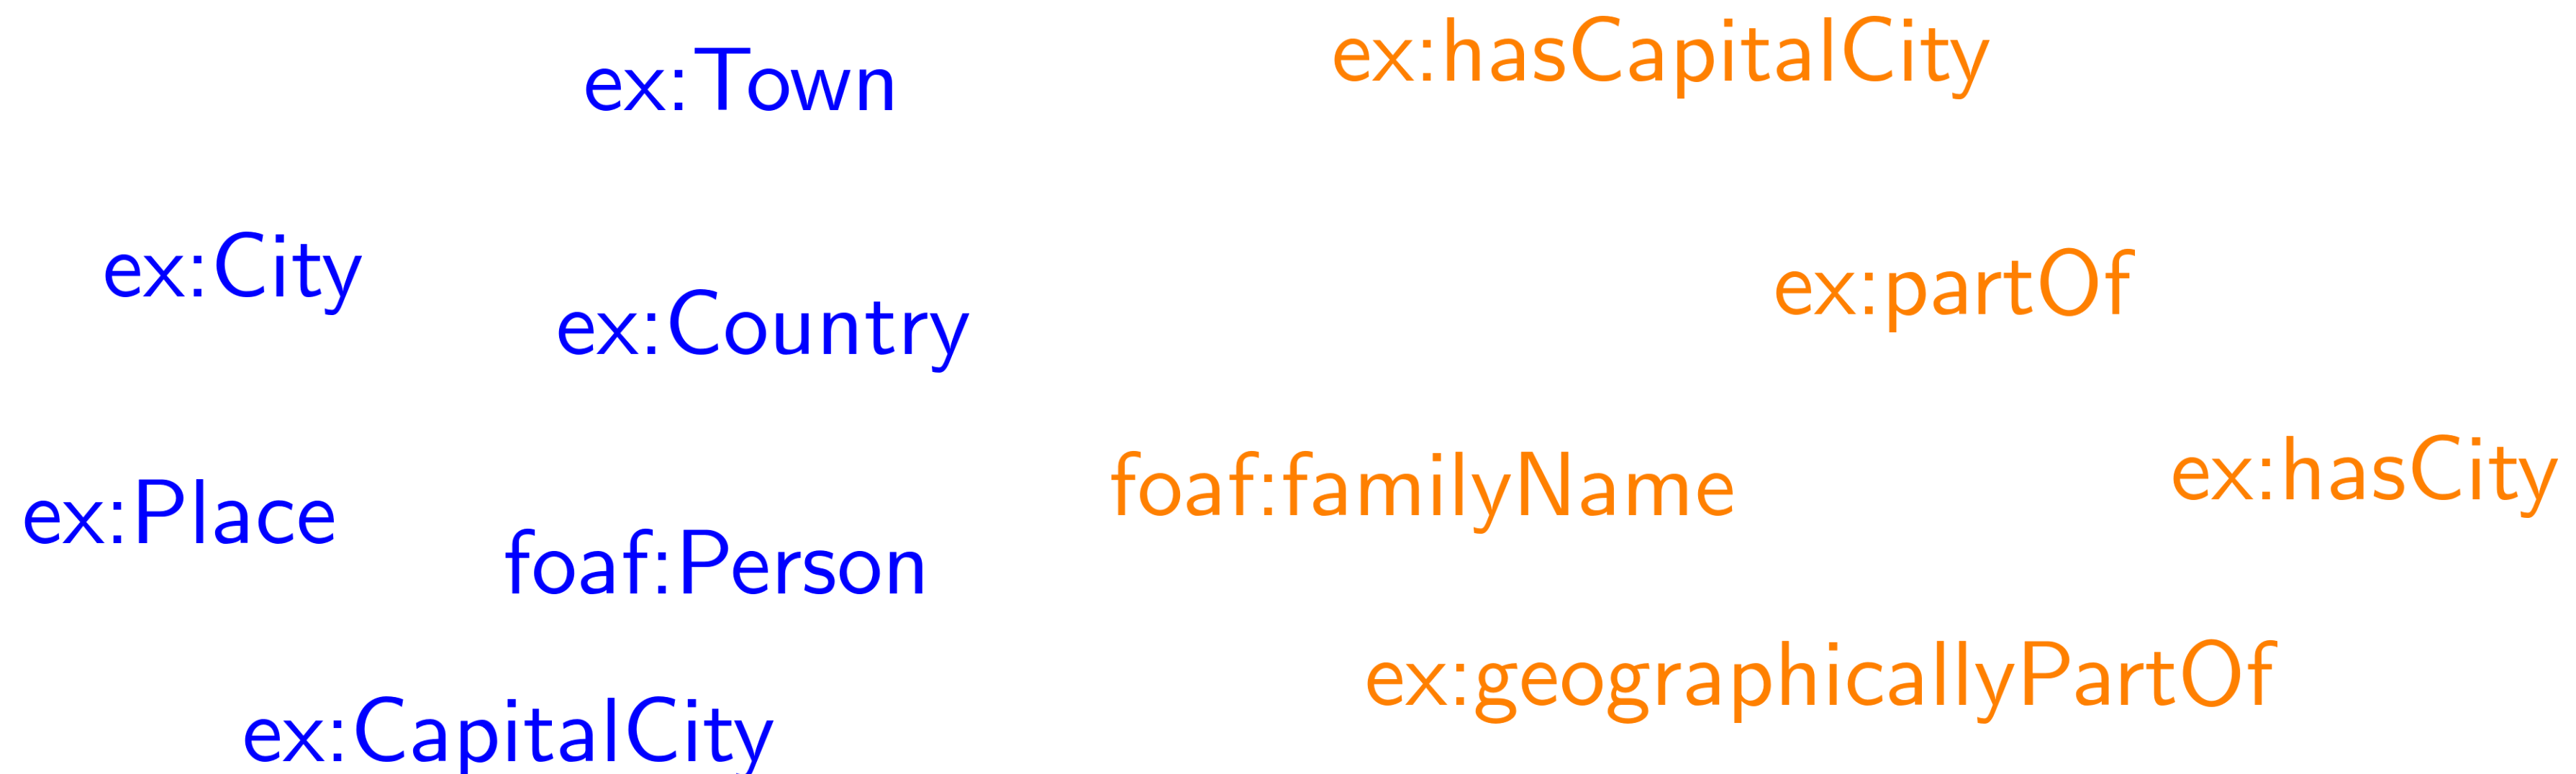 ex:Town
ex:City
ex:Country
ex:Place
foaf:Person
ex:CapitalCity
ex:hasCapitalCity
ex:partOf
foaf:familyName
ex:hasCity
ex:geographicallyPartOf